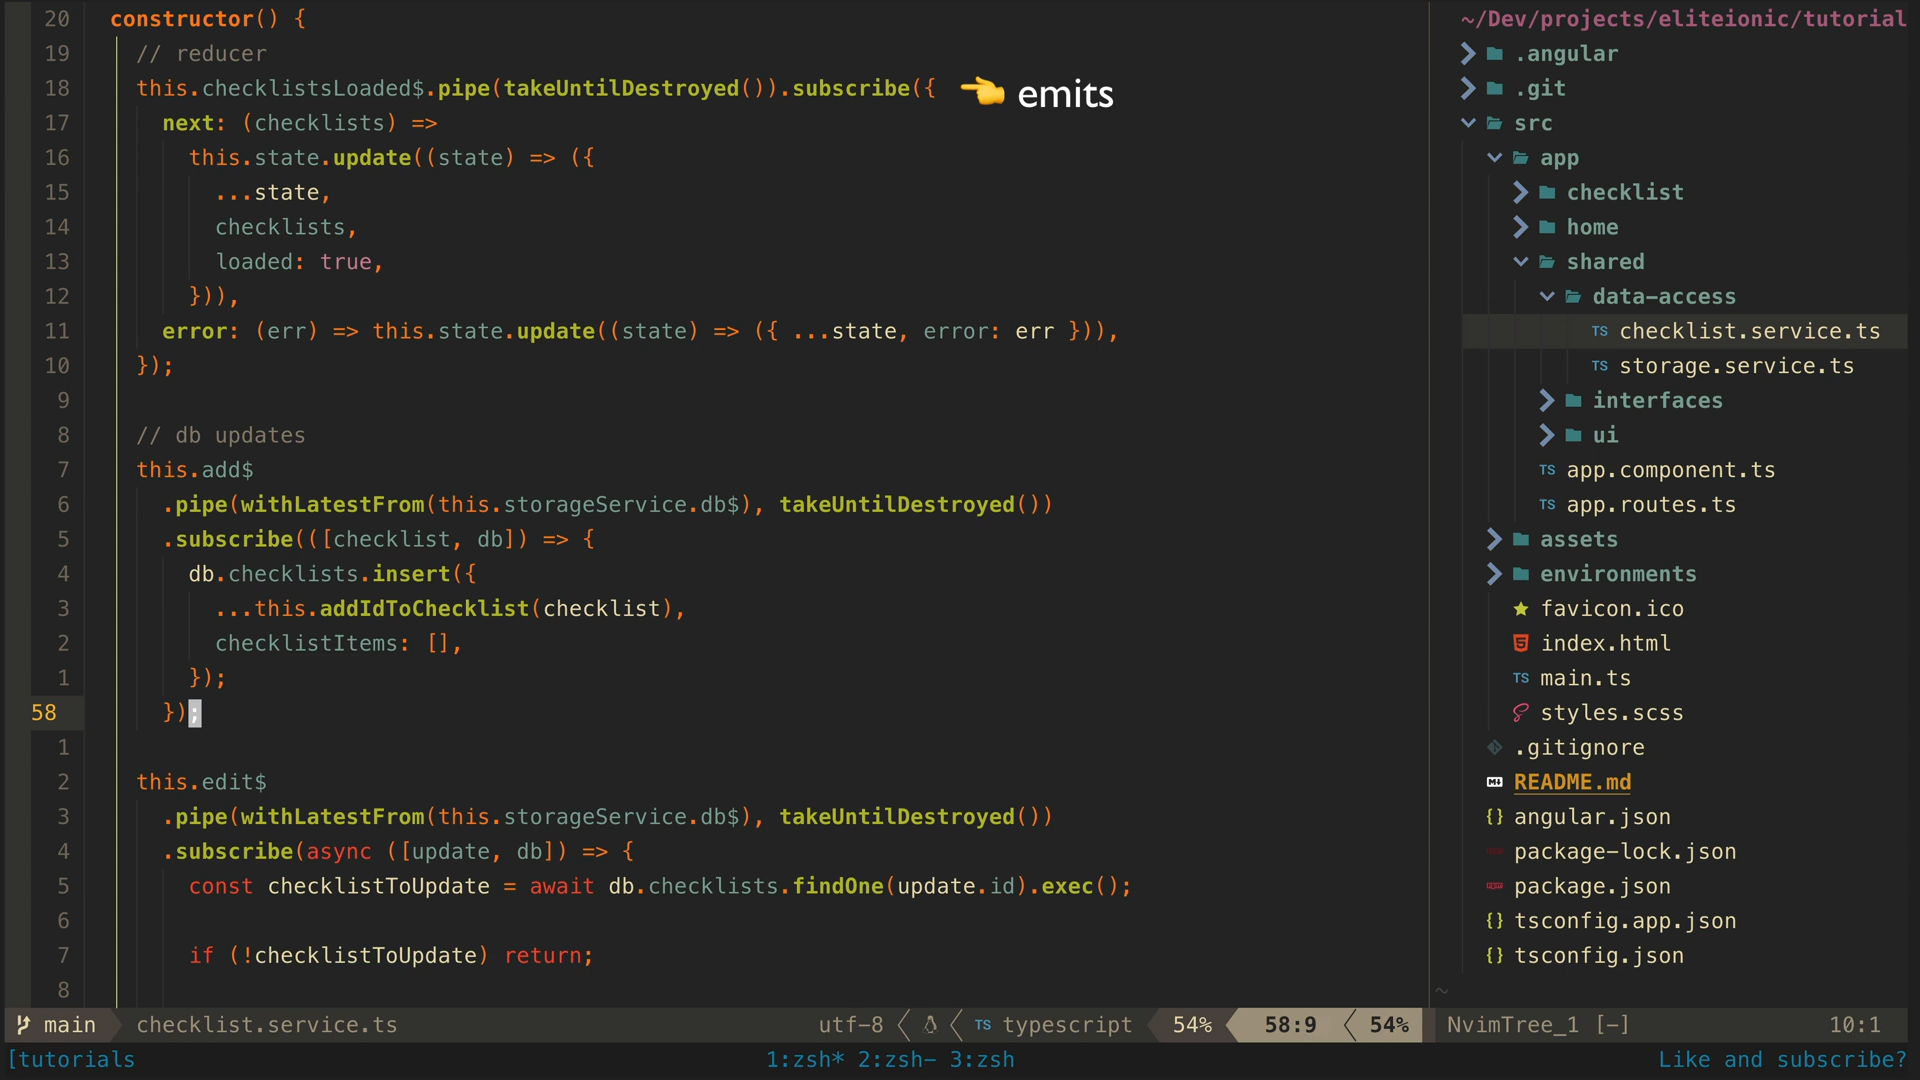 20 constructor() {
19 // reducer
18 this.checklistsLoaded$.pipe(takeUntilDestroyed()).subscribe({ 👈 emits
17 next: (checklists) =>
16 this.state.update((state) => ({
15 ...state,
14 checklists,
13 loaded: true,
12 })),
11 error: (err) => this.state.update((state) => ({ ...state, error: err })),
10 });
9
8 // db updates
7 this.add$
6 .pipe(withLatestFrom(this.storageService.db$), takeUntilDestroyed())
5 .subscribe(([checklist, db]) => {
4 db.checklists.insert({
3 ...this.addIdToChecklist(checklist),
2 checklistItems: [],
1 });
58 });
1
2 this.edit$
3 .pipe(withLatestFrom(this.storageService.db$), takeUntilDestroyed())
4 .subscribe(async ([update, db]) => {
5 const checklistToUpdate = await db.checklists.findOne(update.id).exec();
6
7 if (!checklistToUpdate) return;
8
~/Dev/projects/eliteionic/tutorial
.angular
.git
src
app
checklist
home
shared
data-access
TS checklist.service.ts
TS storage.service.ts
interfaces
ui
TS app.component.ts
TS app.routes.ts
assets
environments
favicon.ico
index.html
TS main.ts
styles.scss
.gitignore
README.md
{} angular.json
package-lock.json
package.json
{} tsconfig.app.json
{} tsconfig.json
~
main checklist.service.ts utf-8 TS typescript 54% 58:9 54% NvimTree_1 [-] 10:1
[tutorials 1:zsh* 2:zsh- 3:zsh Like and subscribe?